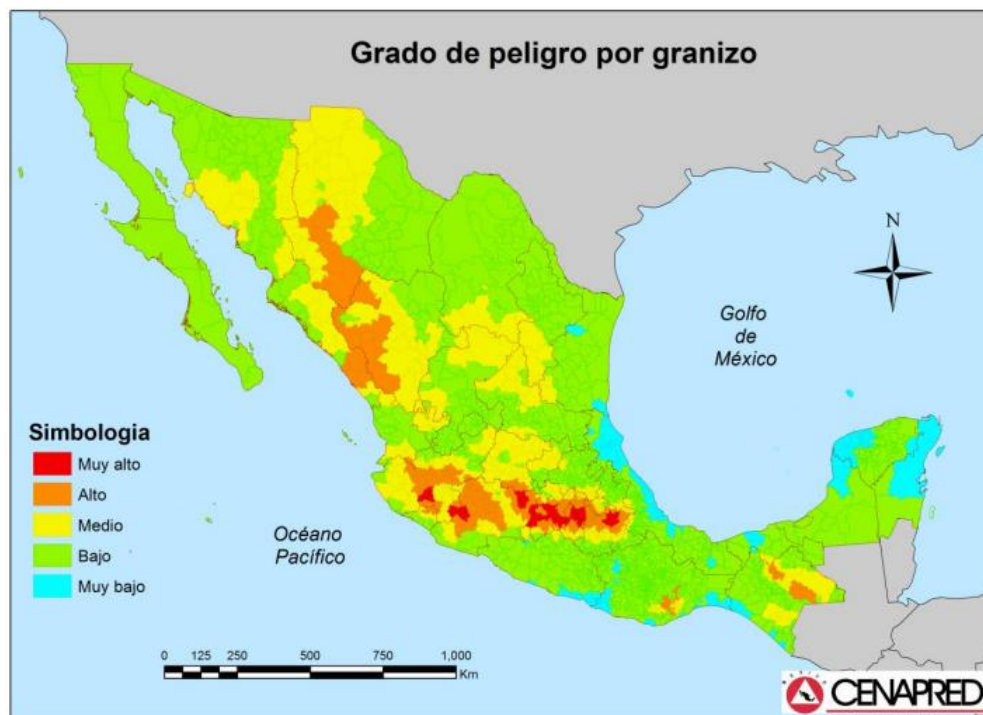 Grado de peligro por granizo
N
Golfo
de
México
Simbologia
Muy alto
Alto
Medio
Bajo
Muy bajo
Océano
Pacífico
0 125 250 500 750 1,000
Km
MEXICO
CENAPRED